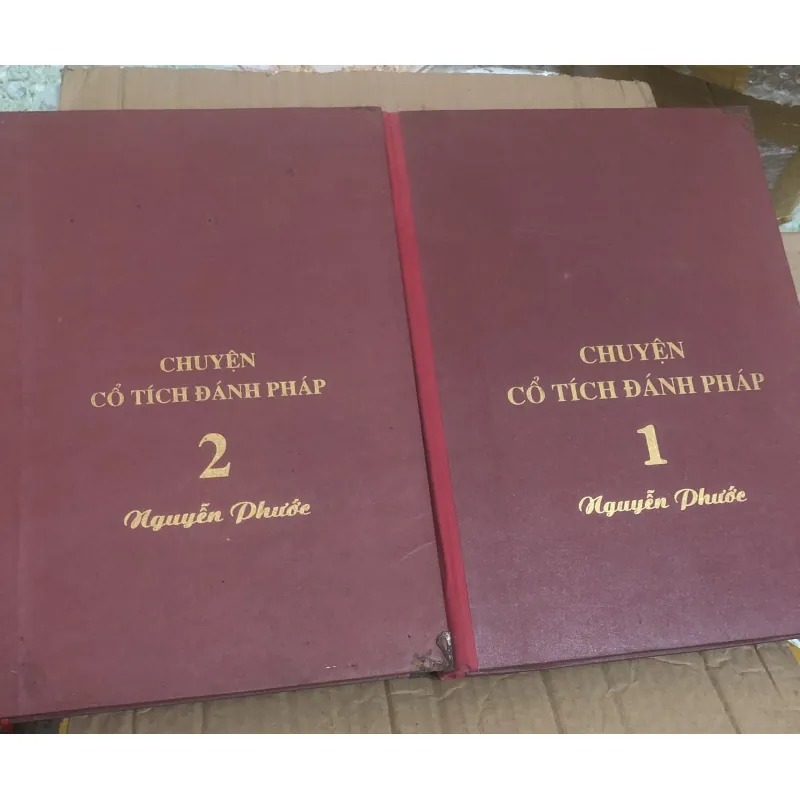 CHUYỆN
CỔ TÍCH ĐÁNH PHÁP
2
Nguyễn Phước
CHUYỆN
CỔ TÍCH ĐÁNH PHÁP
1
Nguyễn Phước